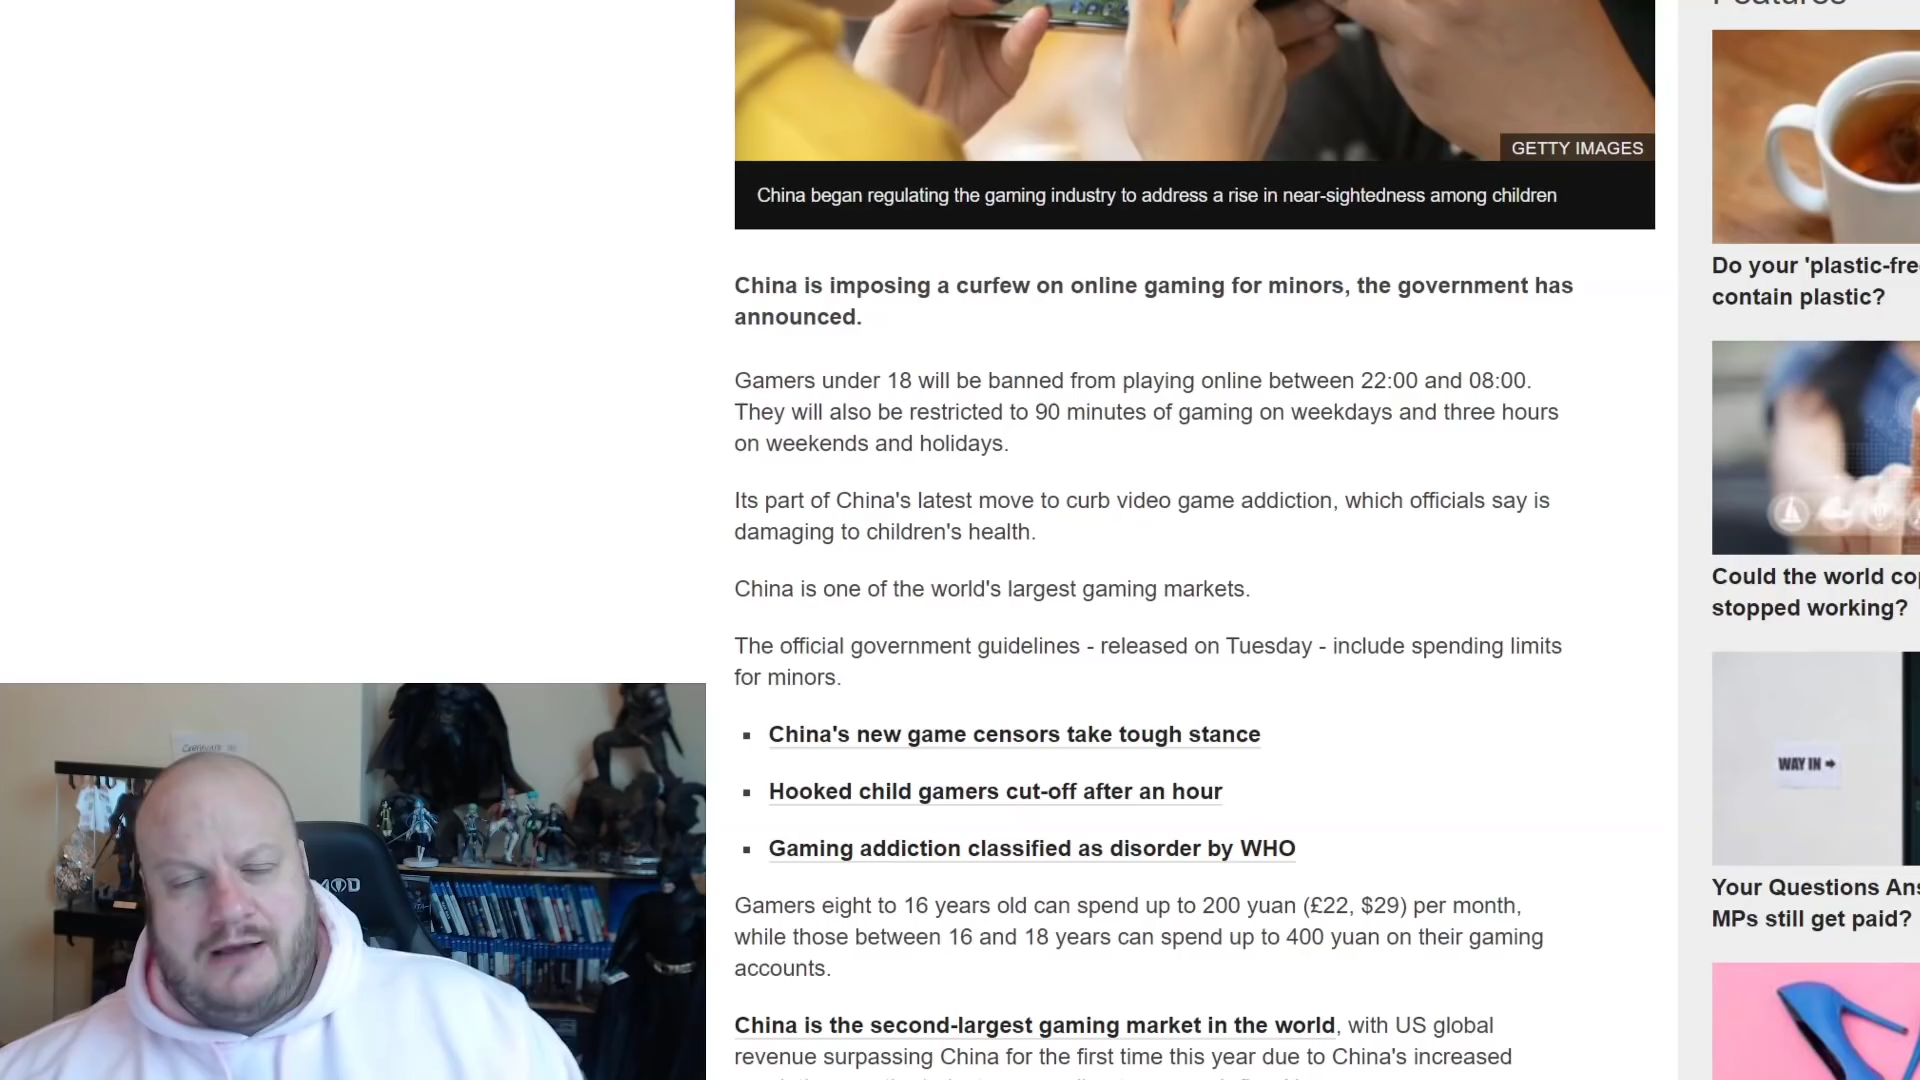 Features
GETTY IMAGES
China began regulating the gaming industry to address a rise in near-sightedness among children
China is imposing a curfew on online gaming for minors, the government has
announced.
Gamers under 18 will be banned from playing online between 22:00 and 08:00.
They will also be restricted to 90 minutes of gaming on weekdays and three hours
on weekends and holidays.
Its part of China's latest move to curb video game addiction, which officials say is
damaging to children's health.
China is one of the world's largest gaming markets.
The official government guidelines - released on Tuesday - include spending limits
for minors.
China's new game censors take tough stance
Hooked child gamers cut-off after an hour
Gaming addiction classified as disorder by WHO
Gamers eight to 16 years old can spend up to 200 yuan (£22, $29) per month,
while those between 16 and 18 years can spend up to 400 yuan on their gaming
accounts.
China is the second-largest gaming market in the world, with US global
revenue surpassing China for the first time this year due to China's increased
Do your 'plastic-fre
contain plastic?
Could the world co
stopped working?
WAY IN
Your Questions Ans
MPs still get paid?